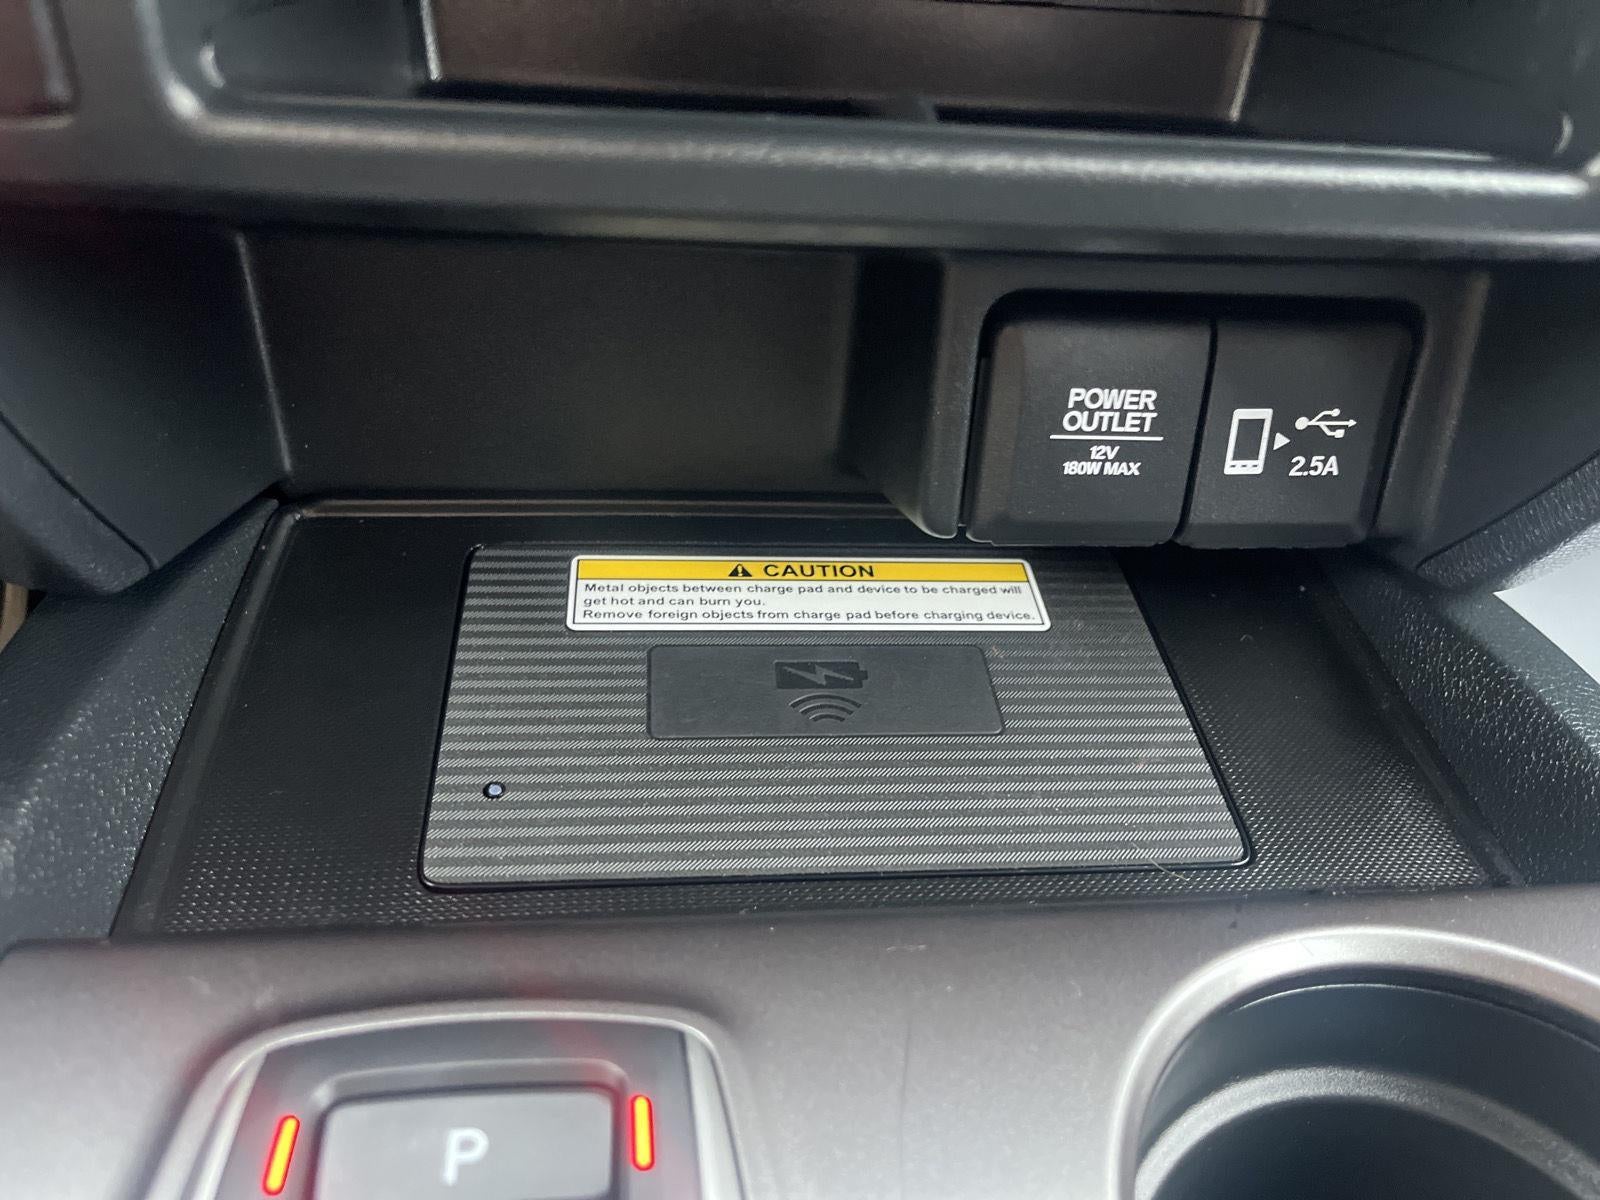 POWER
OUTLET
12V
180W MAX
2.5A
CAUTION
Metal objects between charge pad and device to be charged will
get hot and can burn you.
Remove foreign objects from charge pad before charging device.
P